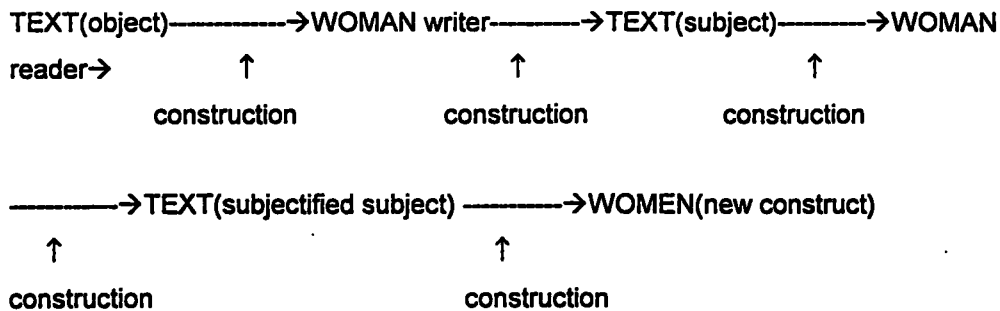 TEXT(object)-------------→WOMAN writer----------→TEXT(subject)----------→WOMAN
reader→ ↑ ↑ ↑
construction construction construction
-------------→TEXT(subjectified subject) ------------→WOMEN(new construct)
↑ ↑
construction construction